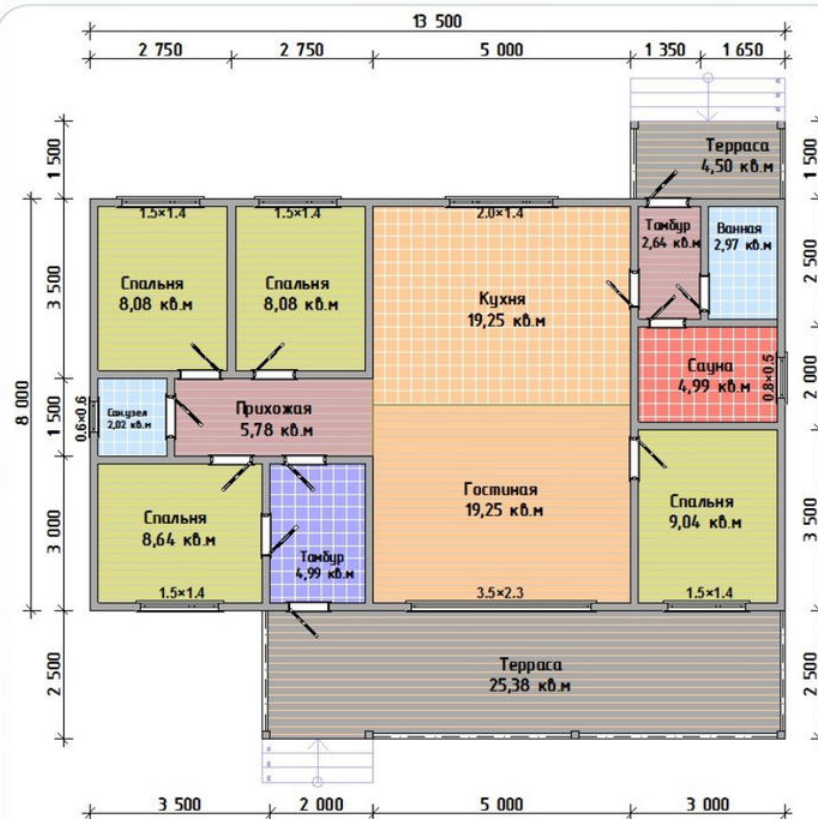 13 500
2 750
2 750
5 000
1 350
1 650
1 500
Терраса
4,50 кв.м
1 500
1.5×1.4
1.5×1.4
2.0×1.4
Тамбур
2,64 кв.м
Ванная
2,97 кв.м
2 500
3 500
Спальня
8,08 кв.м
Спальня
8,08 кв.м
Кухня
19,25 кв.м
Сауна
4,99 кв.м
0.8×0.5
2 000
8 000
1 500
0.6×0.6
Сан.узел
2,02 кв.м
Прихожая
5,78 кв.м
3 000
Спальня
8,64 кв.м
Тамбур
4,99 кв.м
Гостиная
19,25 кв.м
Спальня
9,04 кв.м
3 500
1.5×1.4
3.5×2.3
1.5×1.4
2 500
Терраса
25,38 кв.м
2 500
3 500
2 000
5 000
3 000